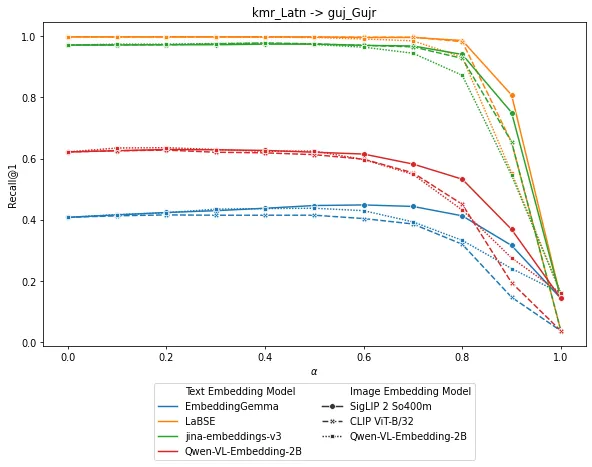 kmr_Latn -> guj_Gujr
1.0
0.8
0.6
0.4
0.2
0.0
Recall@1
0.0 0.2 0.4 0.6 0.8 1.0
α
Text Embedding Model Image Embedding Model
EmbeddingGemma SigLIP 2 So400m
LaBSE CLIP ViT-B/32
jina-embeddings-v3 Qwen-VL-Embedding-2B
Qwen-VL-Embedding-2B